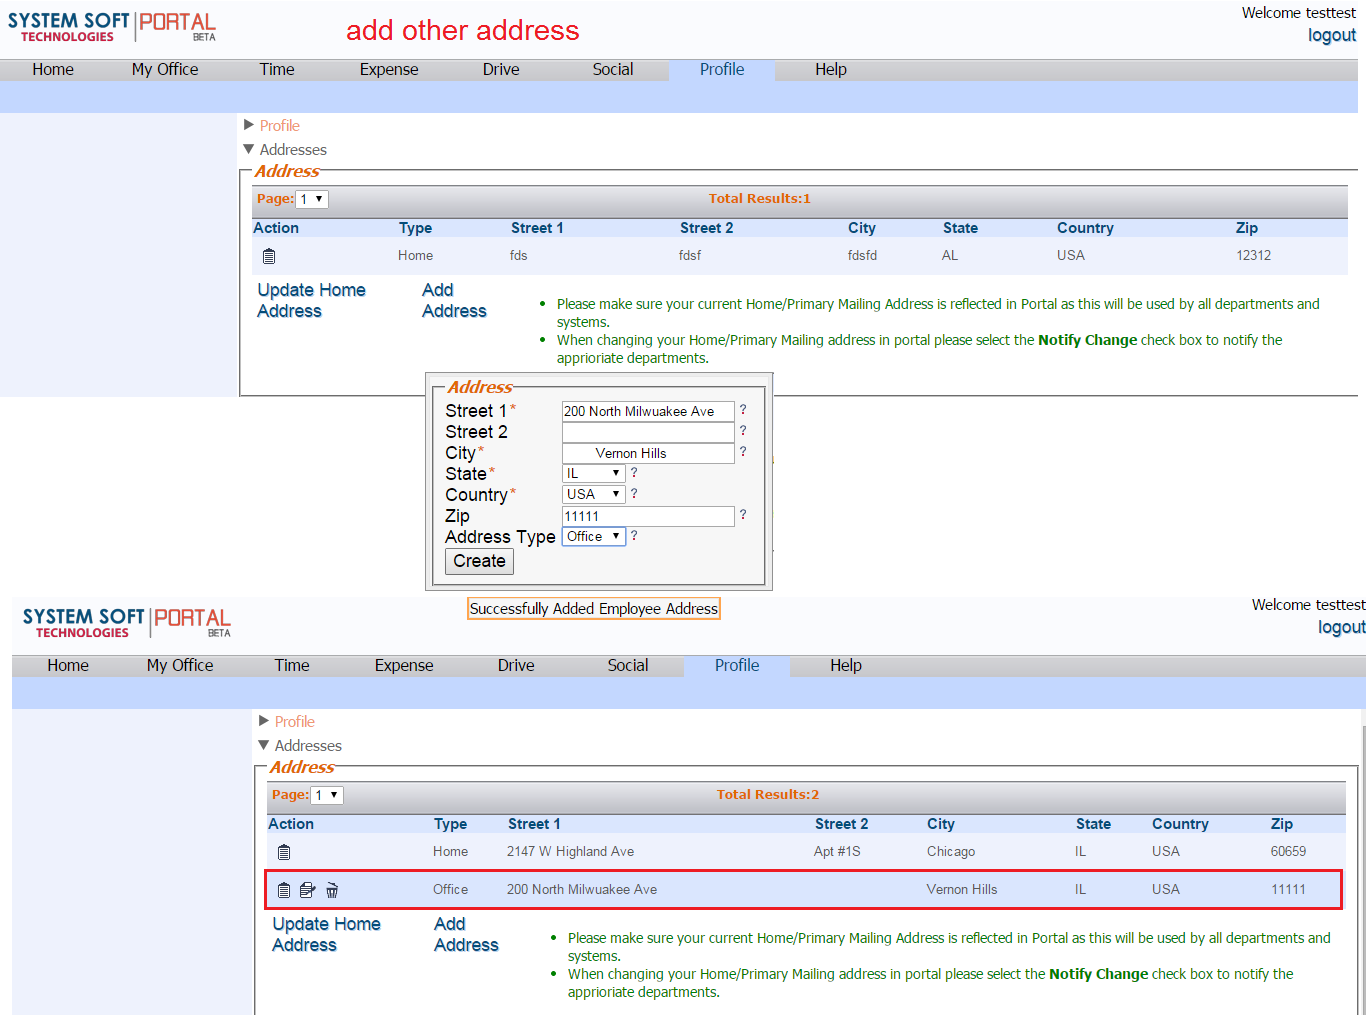 SYSTEM SOFT PORTAL
TECHNOLOGIES BETA
add other address
Welcome testtest
logout
Home My Office Time Expense Drive Social Profile Help
Profile
Addresses
Address
Page: 1 Total Results:1
Action Type Street 1 Street 2 City State Country Zip
Home fds fdsf fdsfd AL USA 12312
Update Home Address
Add Address
Please make sure your current Home/Primary Mailing Address is reflected in Portal as this will be used by all departments and
systems.
When changing your Home/Primary Mailing address in portal please select the Notify Change check box to notify the
approriate departments.
Address
Street 1* 200 North Milwuakee Ave ?
Street 2 ?
City* Vernon Hills ?
State* IL ?
Country* USA ?
Zip 11111 ?
Address Type Office ?
Create
Successfully Added Employee Address
SYSTEM SOFT PORTAL
TECHNOLOGIES BETA
Welcome testtest
logout
Home My Office Time Expense Drive Social Profile Help
Profile
Addresses
Address
Page: 1 Total Results:2
Action Type Street 1 Street 2 City State Country Zip
Home 2147 W Highland Ave Apt #1S Chicago IL USA 60659
Office 200 North Milwuakee Ave Vernon Hills IL USA 11111
Update Home Address
Add Address
Please make sure your current Home/Primary Mailing Address is reflected in Portal as this will be used by all departments and
systems.
When changing your Home/Primary Mailing address in portal please select the Notify Change check box to notify the
approriate departments.